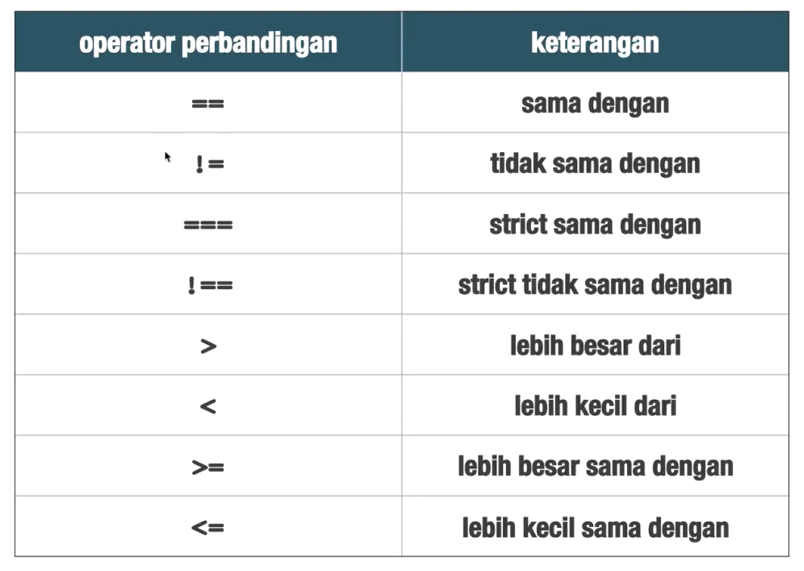 operator perbandingan keterangan
== sama dengan
!= tidak sama dengan
=== strict sama dengan
!== strict tidak sama dengan
> lebih besar dari
< lebih kecil dari
>= lebih besar sama dengan
<= lebih kecil sama dengan